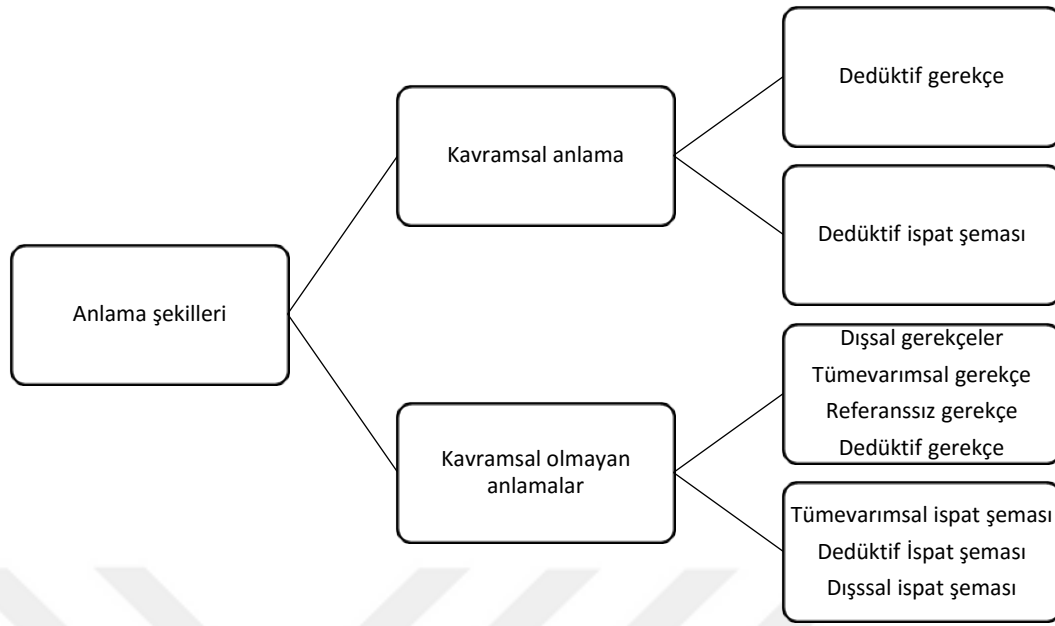 Anlama şekilleri
Kavramsal anlama
Dedüktif gerekçe
Dedüktif ispat şeması
Kavramsal olmayan
anlamalar
Dışsal gerekçeler
Tümevarımsal gerekçe
Referanssız gerekçe
Dedüktif gerekçe
Tümevarımsal ispat şeması
Dedüktif İspat şeması
Dışssal ispat şeması